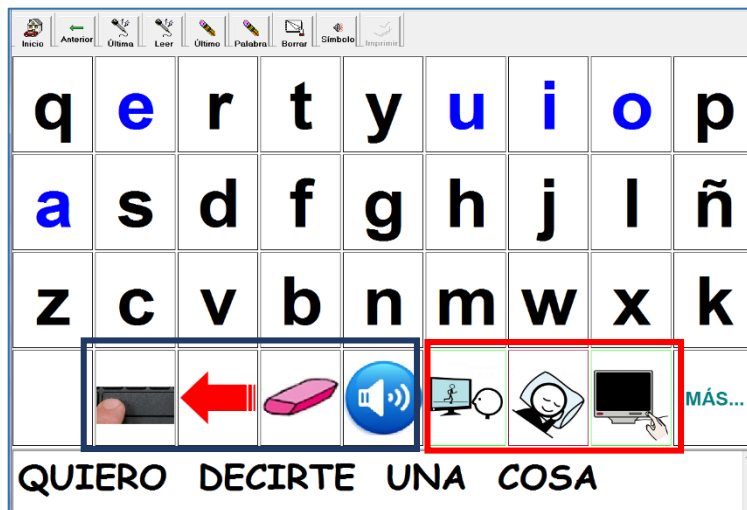 Inicio Anterior Última Leer Último Palabra Borrar Símbolo Imprimir
q e r t y u i o p
a s d f g h j l ñ
z c v b n m w x k
MÁS...
QUIERO DECIRTE UNA COSA